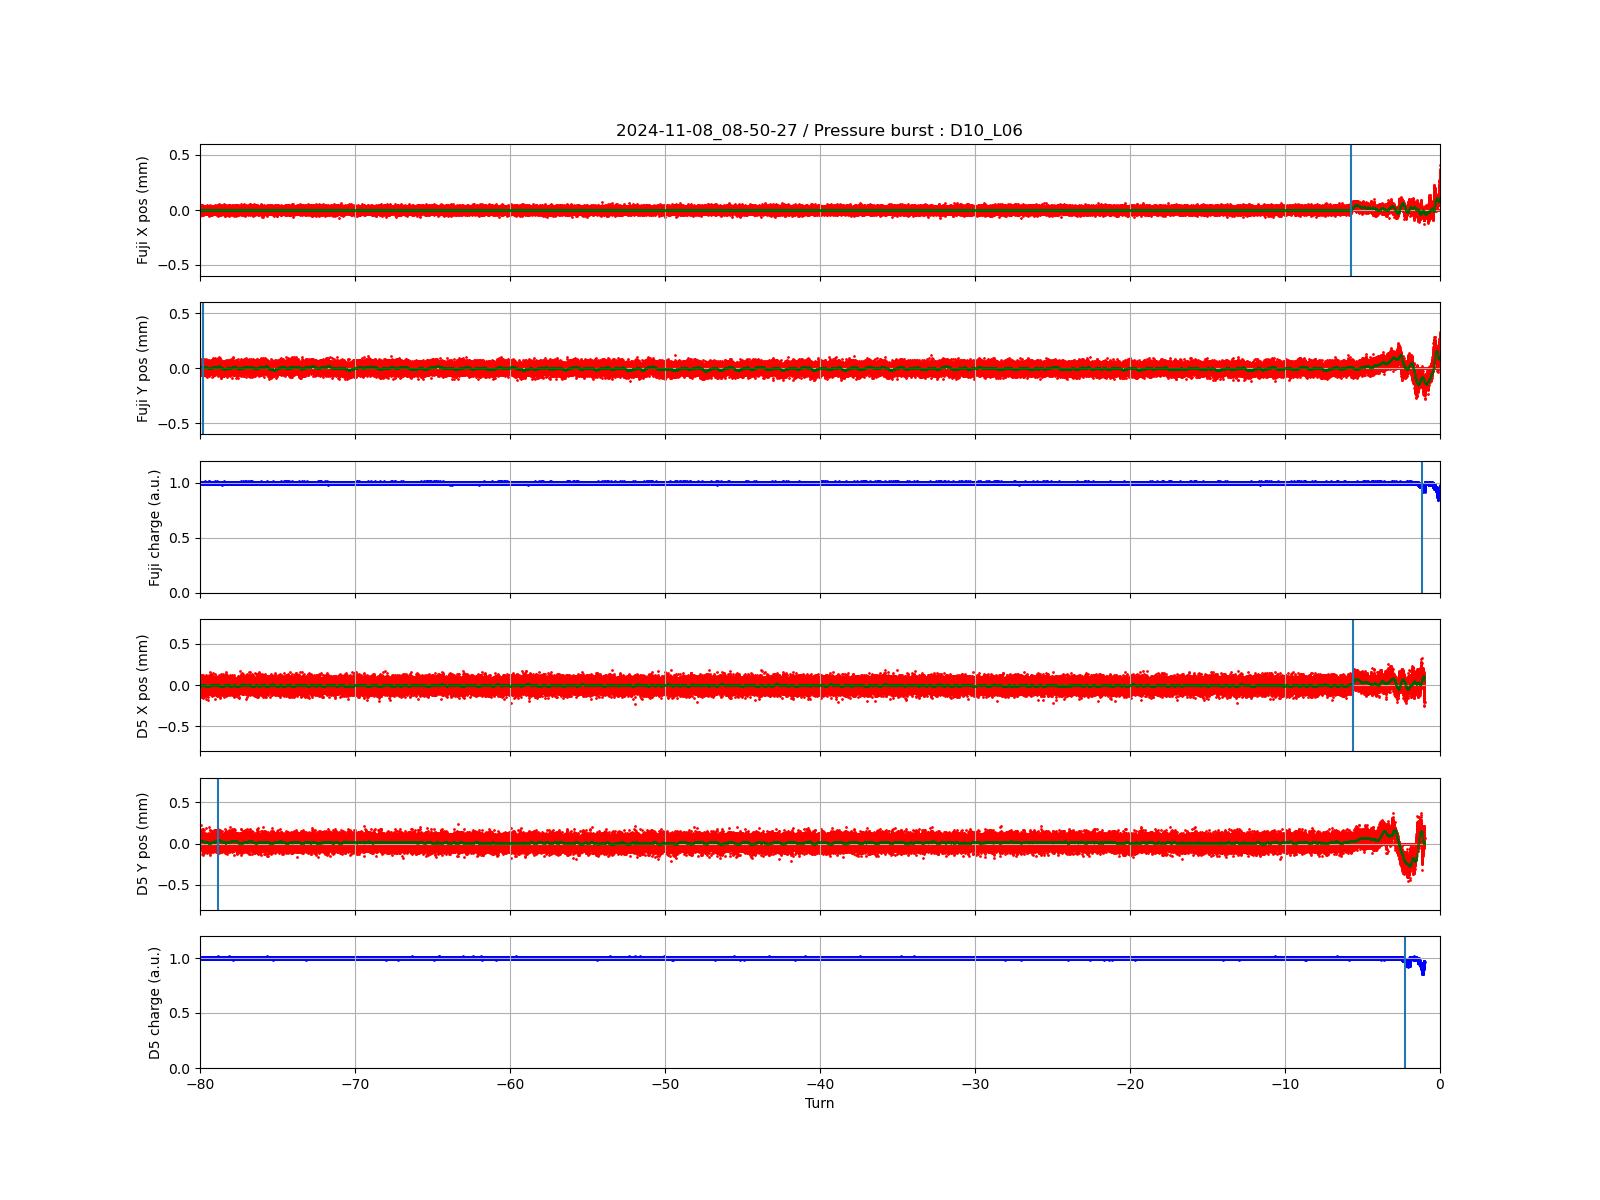 2024-11-08_08-50-27 / Pressure burst : D10_L06
Fuji X pos (mm)
0.5
0.0
−0.5
Fuji Y pos (mm)
0.5
0.0
−0.5
Fuji charge (a.u.)
1.0
0.5
0.0
D5 X pos (mm)
0.5
0.0
−0.5
D5 Y pos (mm)
0.5
0.0
−0.5
D5 charge (a.u.)
1.0
0.5
0.0
−80 −70 −60 −50 −40 −30 −20 −10 0
Turn